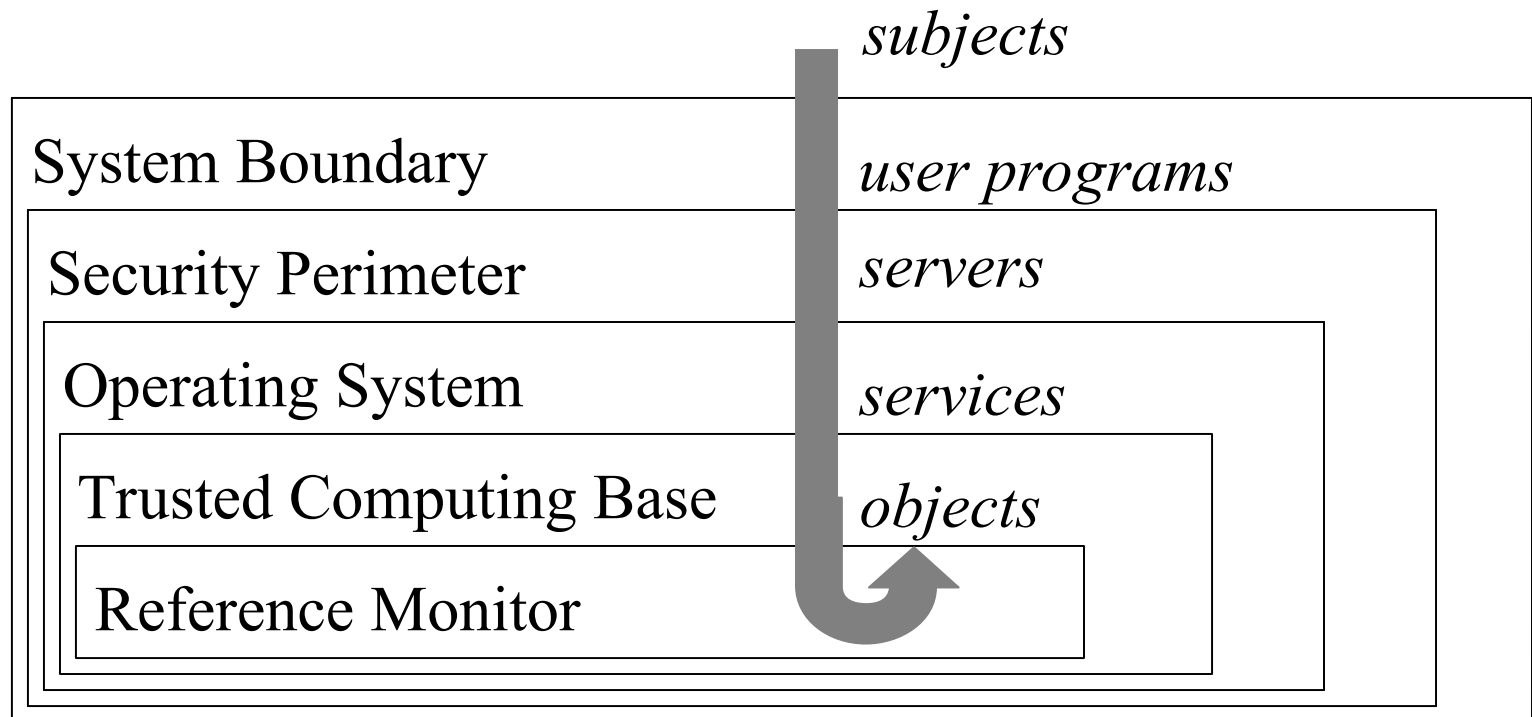 subjects
System Boundary
user programs
Security Perimeter
servers
Operating System
services
Trusted Computing Base
objects
Reference Monitor